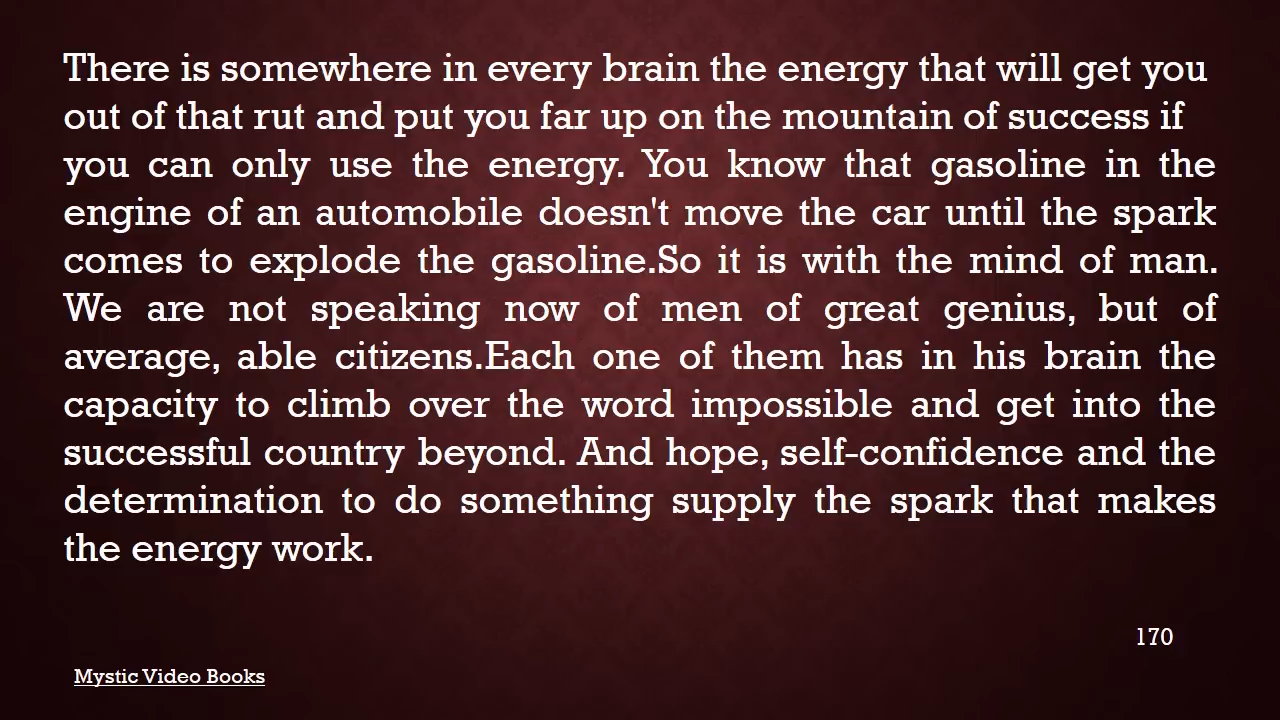 There is somewhere in every brain the energy that will get you
out of that rut and put you far up on the mountain of success if
you can only use the energy. You know that gasoline in the
engine of an automobile doesn't move the car until the spark
comes to explode the gasoline.So it is with the mind of man.
We are not speaking now of men of great genius, but of
average, able citizens.Each one of them has in his brain the
capacity to climb over the word impossible and get into the
successful country beyond. And hope, self-confidence and the
determination to do something supply the spark that makes
the energy work.
170
Mystic Video Books